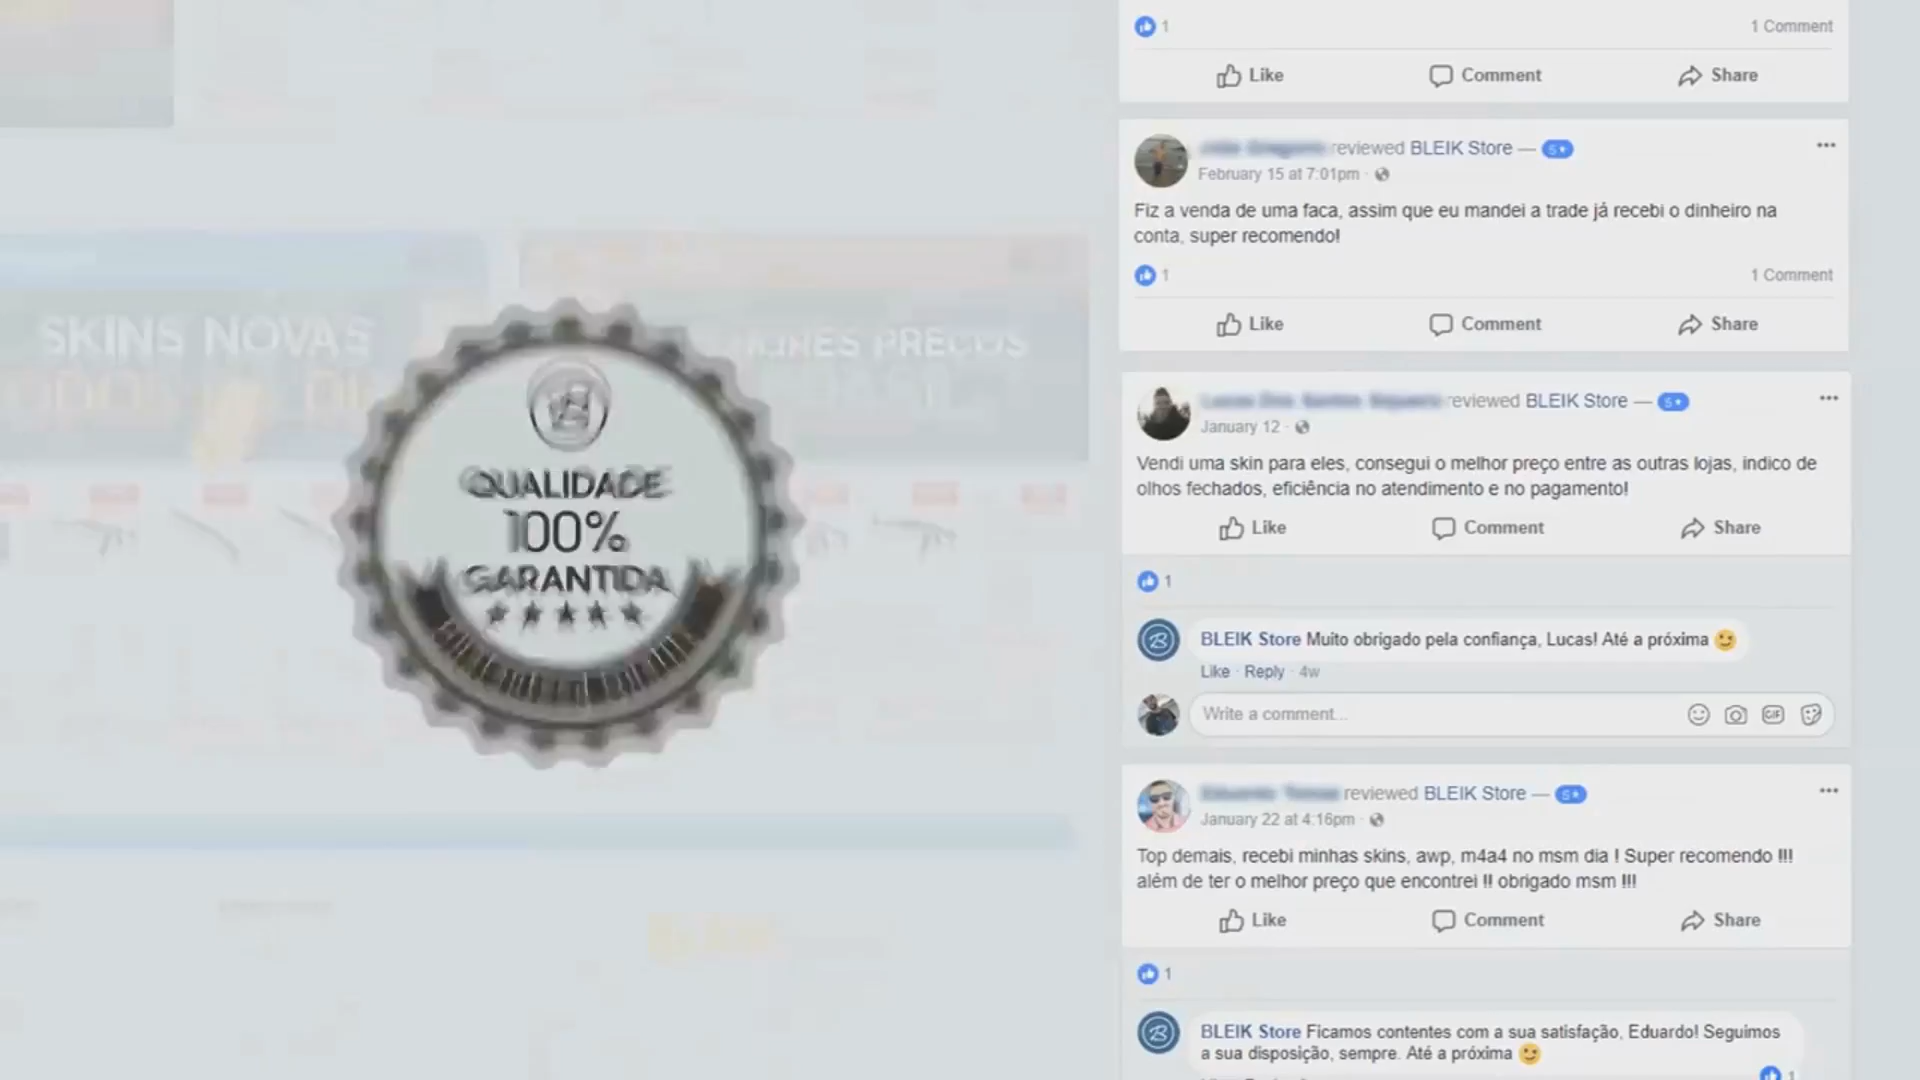 SKINS NOVAS
PREÇOS
QUALIDADE
100%
GARANTIDA
1
1 Comment
Like
Comment
Share
reviewed BLEIK Store — 5★
February 15 at 7:01pm ·
Fiz a venda de uma faca, assim que eu mandei a trade já recebi o dinheiro na
conta, super recomendo!
1
1 Comment
Like
Comment
Share
reviewed BLEIK Store — 5★
January 12 ·
Vendi uma skin para eles, consegui o melhor preço entre as outras lojas, indico de
olhos fechados, eficiência no atendimento e no pagamento!
Like
Comment
Share
1
BLEIK Store Muito obrigado pela confiança, Lucas! Até a próxima 😉
Like · Reply · 4w
Write a comment...
GIF
reviewed BLEIK Store — 5★
January 22 at 4:16pm ·
Top demais, recebi minhas skins, awp, m4a4 no msm dia ! Super recomendo !!!
além de ter o melhor preço que encontrei !! obrigado msm !!!
Like
Comment
Share
1
BLEIK Store Ficamos contentes com a sua satisfação, Eduardo! Seguimos
a sua disposição, sempre. Até a próxima 😉
1